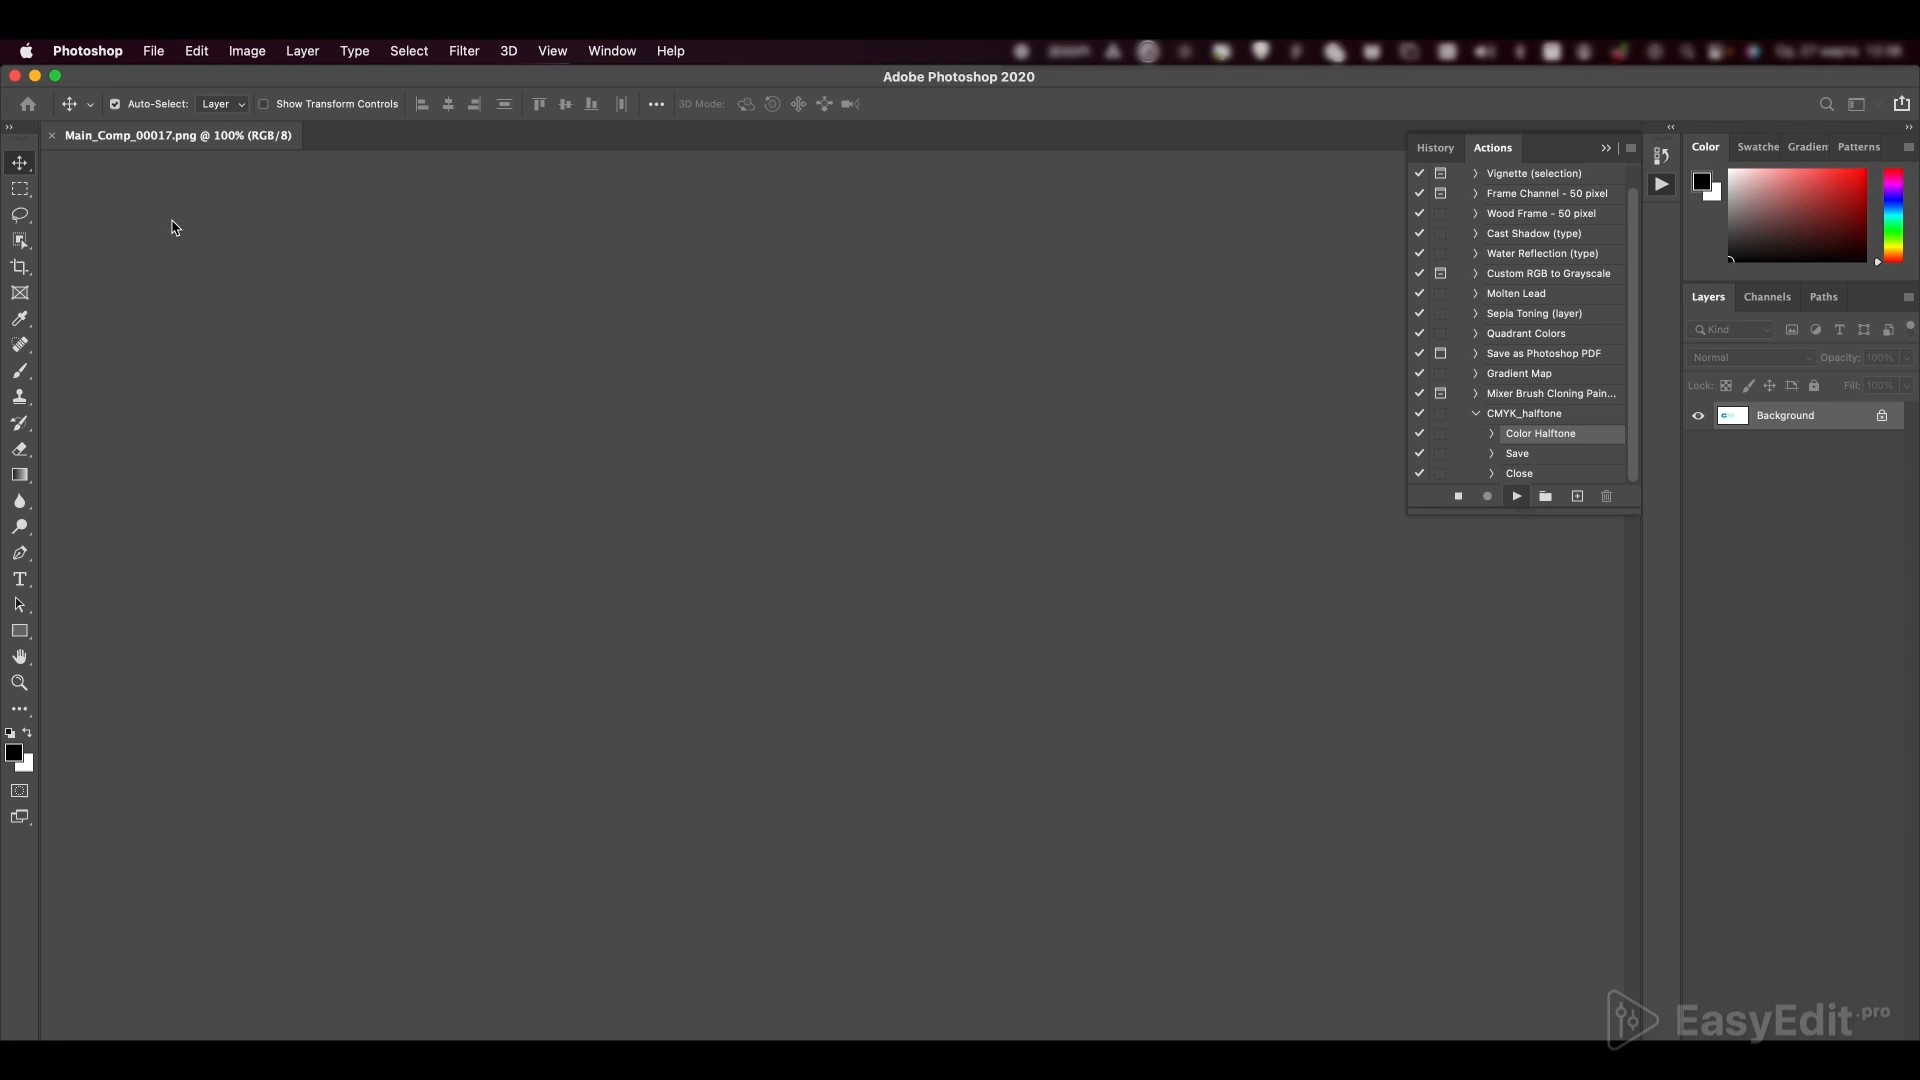 Photoshop File Edit Image Layer Type Select Filter 3D View Window Help
Adobe Photoshop 2020
Auto-Select: Layer Show Transform Controls 3D Mode:
Main_Comp_00017.png @ 100% (RGB/8)
History Actions
Vignette (selection)
Frame Channel - 50 pixel
Wood Frame - 50 pixel
Cast Shadow (type)
Water Reflection (type)
Custom RGB to Grayscale
Molten Lead
Sepia Toning (layer)
Quadrant Colors
Save as Photoshop PDF
Gradient Map
Mixer Brush Cloning Pain...
CMYK_halftone
Color Halftone
Save
Close
Color Swatche Gradien Patterns
Layers Channels Paths
Kind
Normal Opacity: 100%
Lock: Fill: 100%
Background
EasyEdit.pro